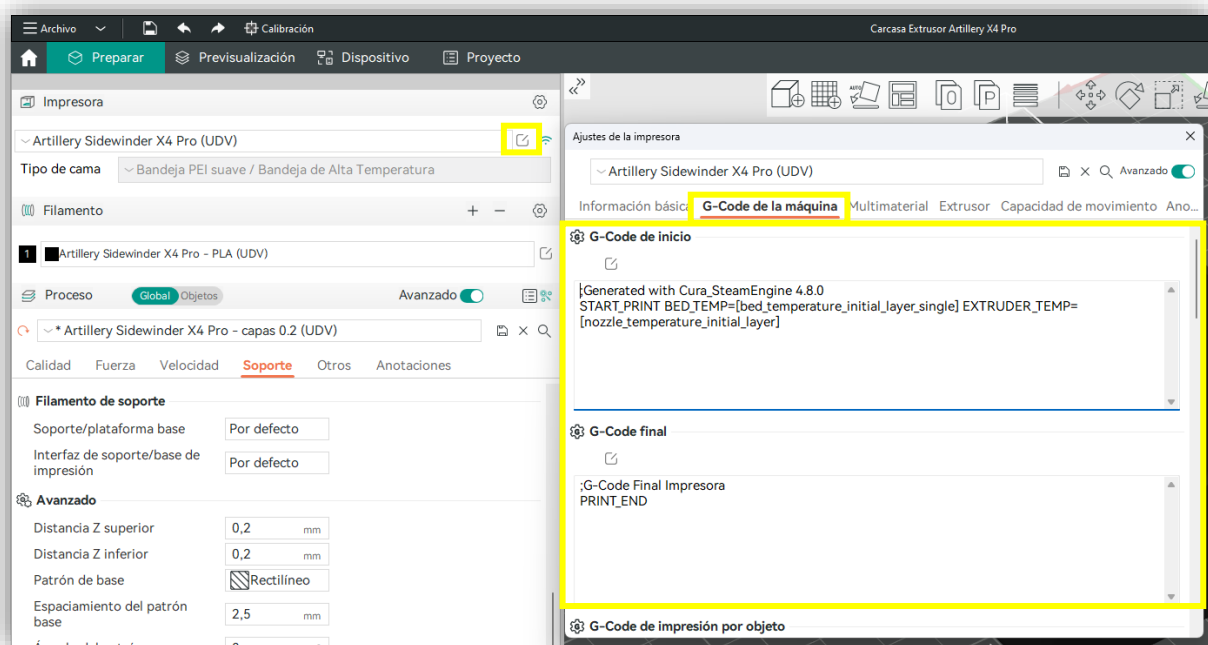 Archivo
Calibración
Carcasa Extrusor Artillery X4 Pro
Preparar
Previsualización
Dispositivo
Proyecto
Impresora
Artillery Sidewinder X4 Pro (UDV)
Tipo de cama
Bandeja PEI suave / Bandeja de Alta Temperatura
Filamento
+ −
1
Artillery Sidewinder X4 Pro - PLA (UDV)
Proceso
Global Objetos
Avanzado
* Artillery Sidewinder X4 Pro - capas 0.2 (UDV)
Calidad
Fuerza
Velocidad
Soporte
Otros
Anotaciones
Filamento de soporte
Soporte/plataforma base
Por defecto
Interfaz de soporte/base de
impresión
Por defecto
Avanzado
Distancia Z superior
0,2 mm
Distancia Z inferior
0,2 mm
Patrón de base
Rectilíneo
Espaciamiento del patrón
base
2,5 mm
AUTO
0
P
Ajustes de la impresora
Artillery Sidewinder X4 Pro (UDV)
Avanzado
Información básica
G-Code de la máquina
Multimaterial
Extrusor
Capacidad de movimiento
Ano...
G-Code de inicio
;Generated with Cura_SteamEngine 4.8.0
START_PRINT BED_TEMP=[bed_temperature_initial_layer_single] EXTRUDER_TEMP=
[nozzle_temperature_initial_layer]
G-Code final
;G-Code Final Impresora
PRINT_END
G-Code de impresión por objeto